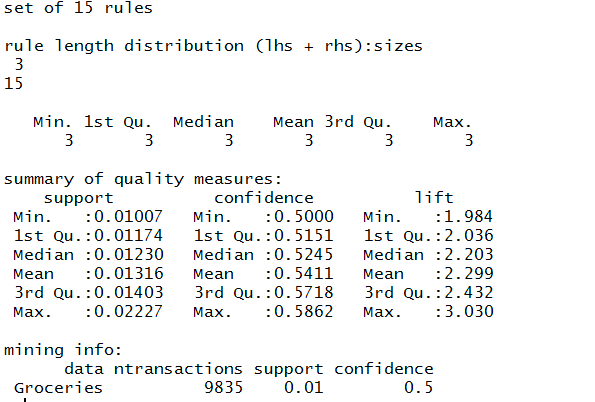 set of 15 rules
rule length distribution (lhs + rhs):sizes
3
15
Min. 1st Qu. Median Mean 3rd Qu. Max.
3 3 3 3 3 3
summary of quality measures:
support confidence lift
Min. :0.01007 Min. :0.5000 Min. :1.984
1st Qu.:0.01174 1st Qu.:0.5151 1st Qu.:2.036
Median :0.01230 Median :0.5245 Median :2.203
Mean :0.01316 Mean :0.5411 Mean :2.299
3rd Qu.:0.01403 3rd Qu.:0.5718 3rd Qu.:2.432
Max. :0.02227 Max. :0.5862 Max. :3.030
mining info:
data ntransactions support confidence
Groceries 9835 0.01 0.5